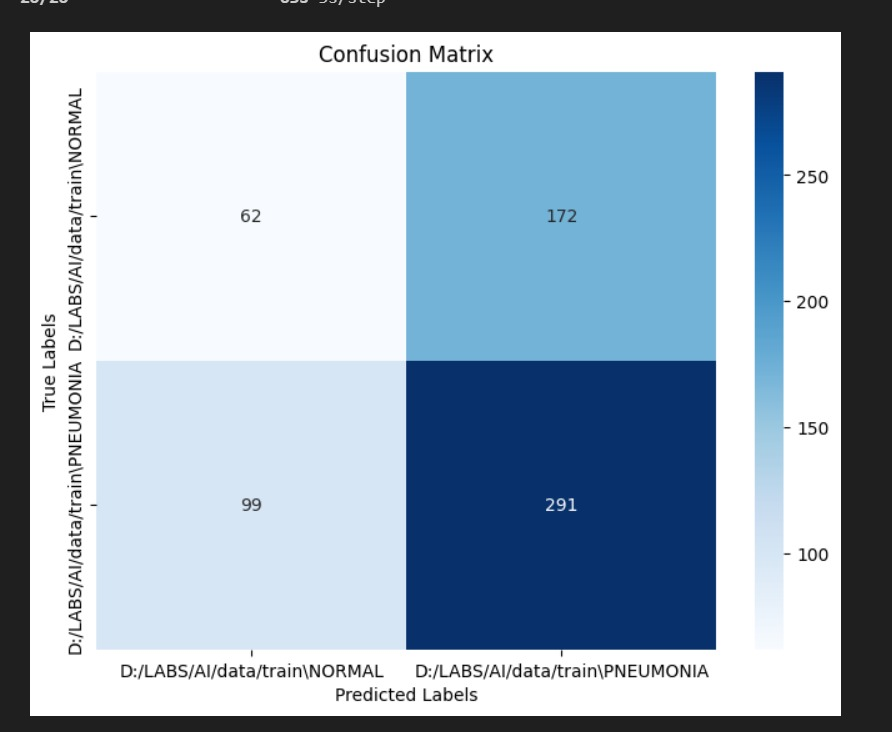 Confusion Matrix
True Labels
D:/LABS/AI/data/train\NORMAL
D:/LABS/AI/data/train\PNEUMONIA
62
172
99
291
250
200
150
100
D:/LABS/AI/data/train\NORMAL
D:/LABS/AI/data/train\PNEUMONIA
Predicted Labels